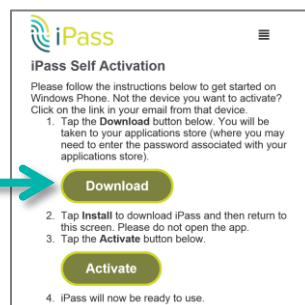 iPass
iPass Self Activation
Please follow the instructions below to get started on
Windows Phone. Not the device you want to activate?
Click on the link in your email from that device.
1. Tap the Download button below. You will be
taken to your applications store (where you may
need to enter the password associated with your
applications store).
Download
2. Tap Install to download iPass and then return to
this screen. Please do not open the app.
3. Tap the Activate button below.
Activate
4. iPass will now be ready to use.